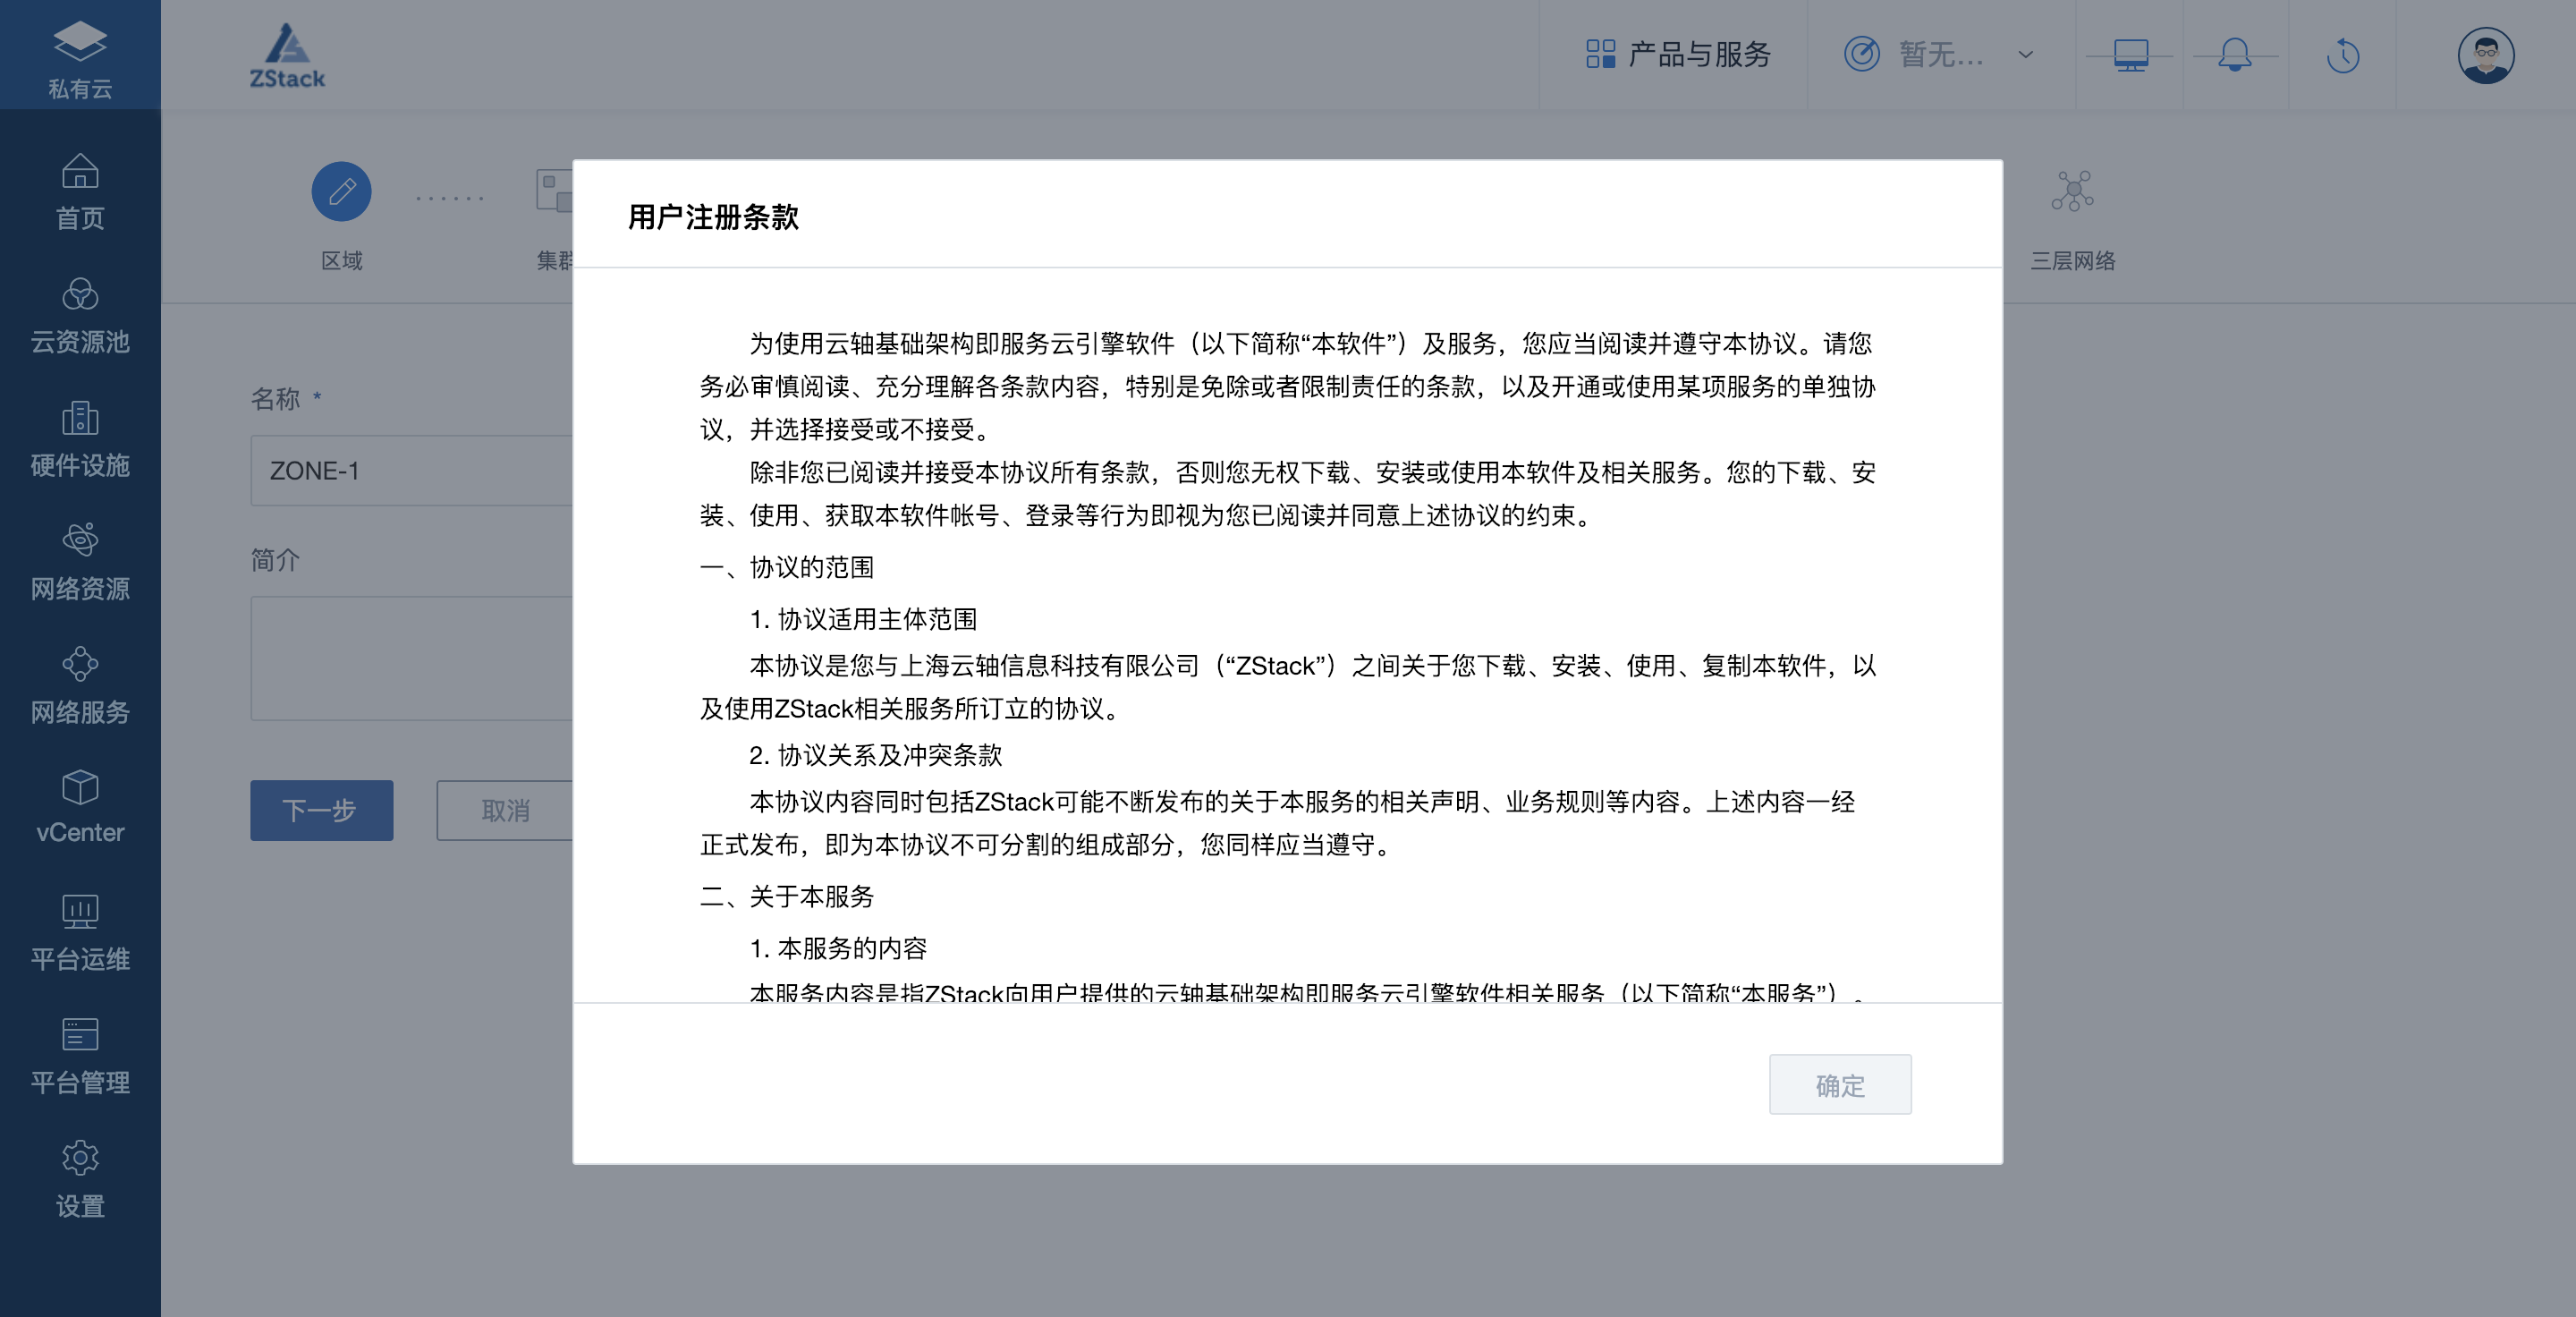 私有云
ZStack
产品与服务
暂无...
首页
云资源池
硬件设施
网络资源
网络服务
vCenter
平台运维
平台管理
设置
区域
集群
三层网络
名称 *
ZONE-1
简介
下一步
取消
用户注册条款
为使用云轴基础架构即服务云引擎软件（以下简称“本软件”）及服务，您应当阅读并遵守本协议。请您
务必审慎阅读、充分理解各条款内容，特别是免除或者限制责任的条款，以及开通或使用某项服务的单独协
议，并选择接受或不接受。
除非您已阅读并接受本协议所有条款，否则您无权下载、安装或使用本软件及相关服务。您的下载、安
装、使用、获取本软件帐号、登录等行为即视为您已阅读并同意上述协议的约束。
一、协议的范围
1. 协议适用主体范围
本协议是您与上海云轴信息科技有限公司（“ZStack”）之间关于您下载、安装、使用、复制本软件，以
及使用ZStack相关服务所订立的协议。
2. 协议关系及冲突条款
本协议内容同时包括ZStack可能不断发布的关于本服务的相关声明、业务规则等内容。上述内容一经
正式发布，即为本协议不可分割的组成部分，您同样应当遵守。
二、关于本服务
1. 本服务的内容
本服务内容是指ZStack向用户提供的云轴基础架构即服务云引擎软件相关服务（以下简称“本服务”）。
确定